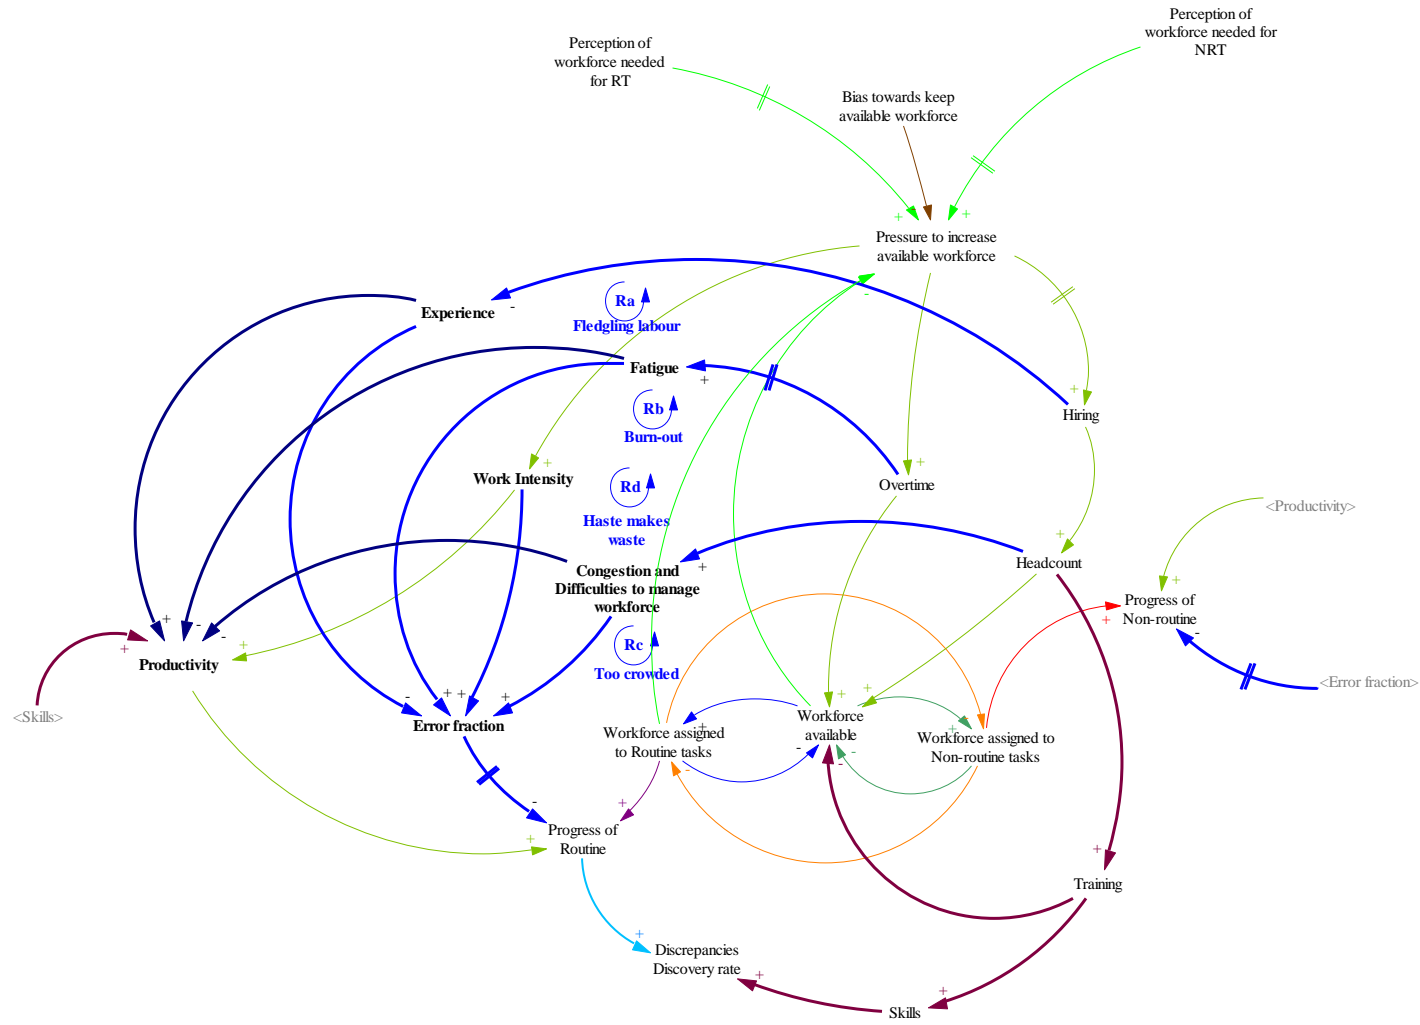 Perception of
workforce needed for
NRT
Perception of
workforce needed
for RT
Bias towards keep
available workforce
Pressure to increase
available workforce
Experience
Ra
Fledgling labour
Fatigue
Rb
Burn-out
Hiring
Work Intensity
Rd
Haste makes
waste
Overtime
<Productivity>
Headcount
Congestion and
Difficulties to manage
workforce
Progress of
Non-routine
Rc
Too crowded
Productivity
<Error fraction>
<Skills>
Error fraction
Workforce assigned
to Routine tasks
Workforce
available
Workforce assigned to
Non-routine tasks
Progress of
Routine
Training
Discrepancies
Discovery rate
Skills